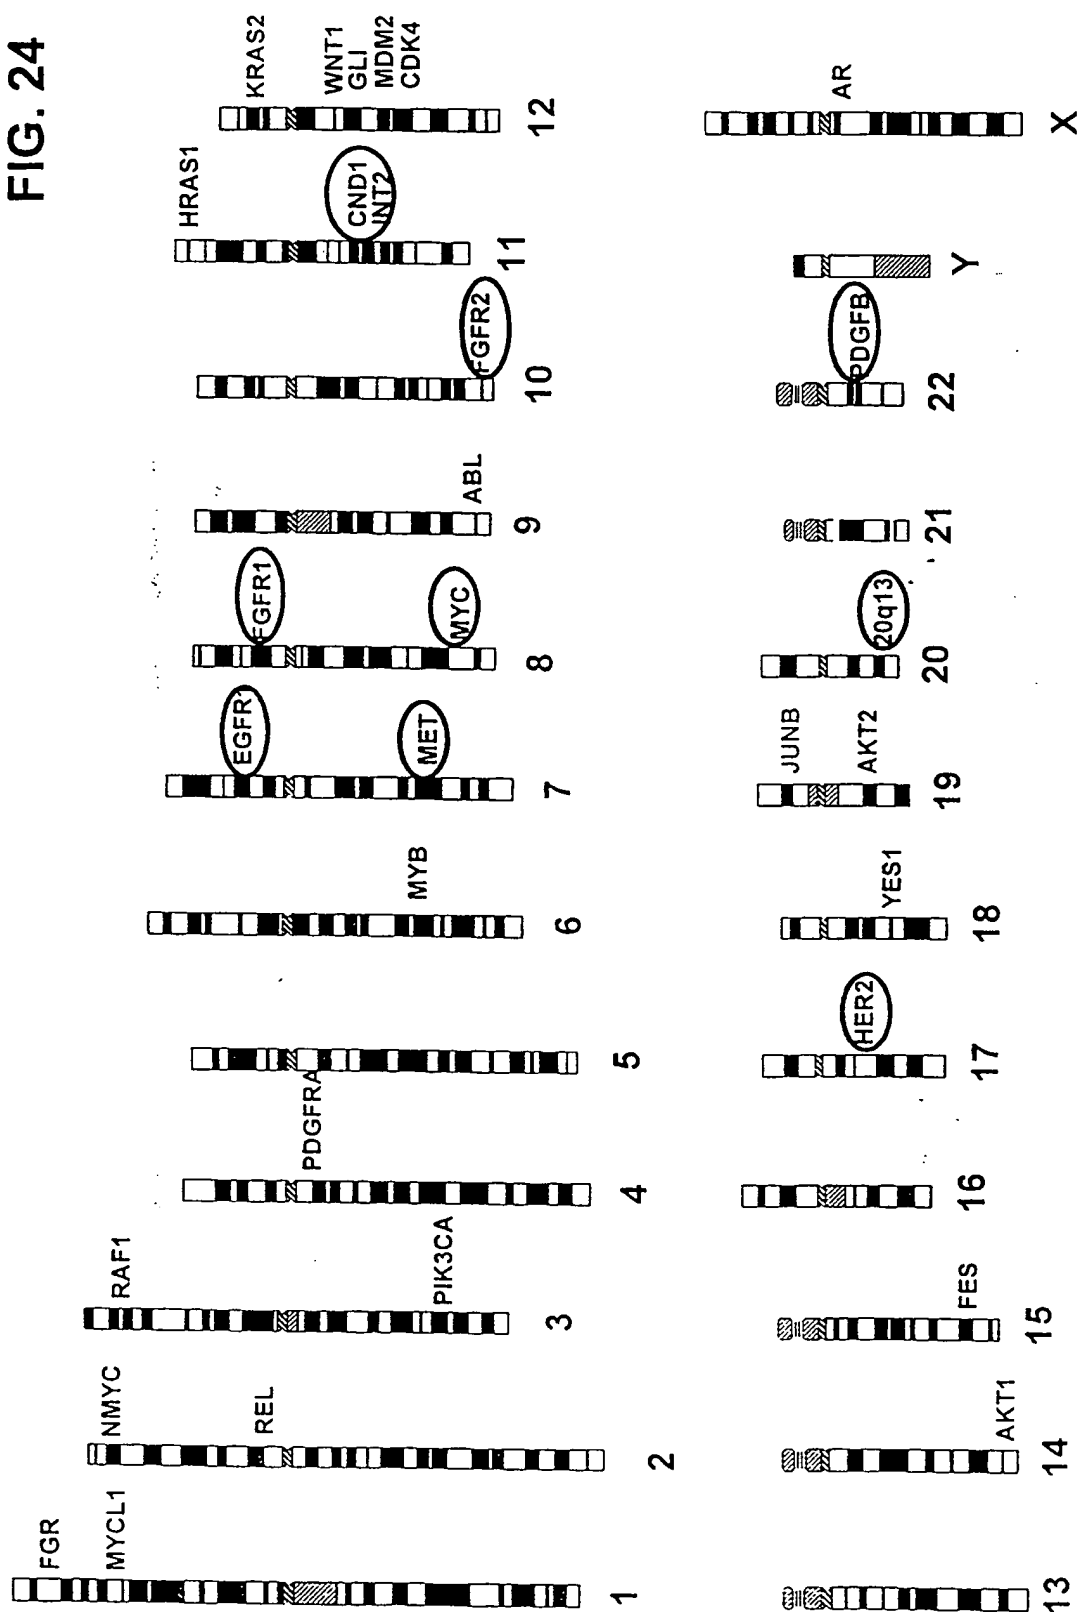 FIG. 24
FGR
MYCL1
1
NMYC
REL
2
RAF1
PIK3CA
3
PDGFRA
4
5
MYB
6
EGFR1
MET
7
FGFR1
MYC
8
ABL
9
FGFR2
10
HRAS1
CND1
INT2
11
KRAS2
WNT1
GLI
MDM2
CDK4
12
13
AKT1
14
FES
15
16
HER2
17
YES1
18
JUNB
AKT2
19
20q13
20
21
PDGFB
22
Y
AR
X